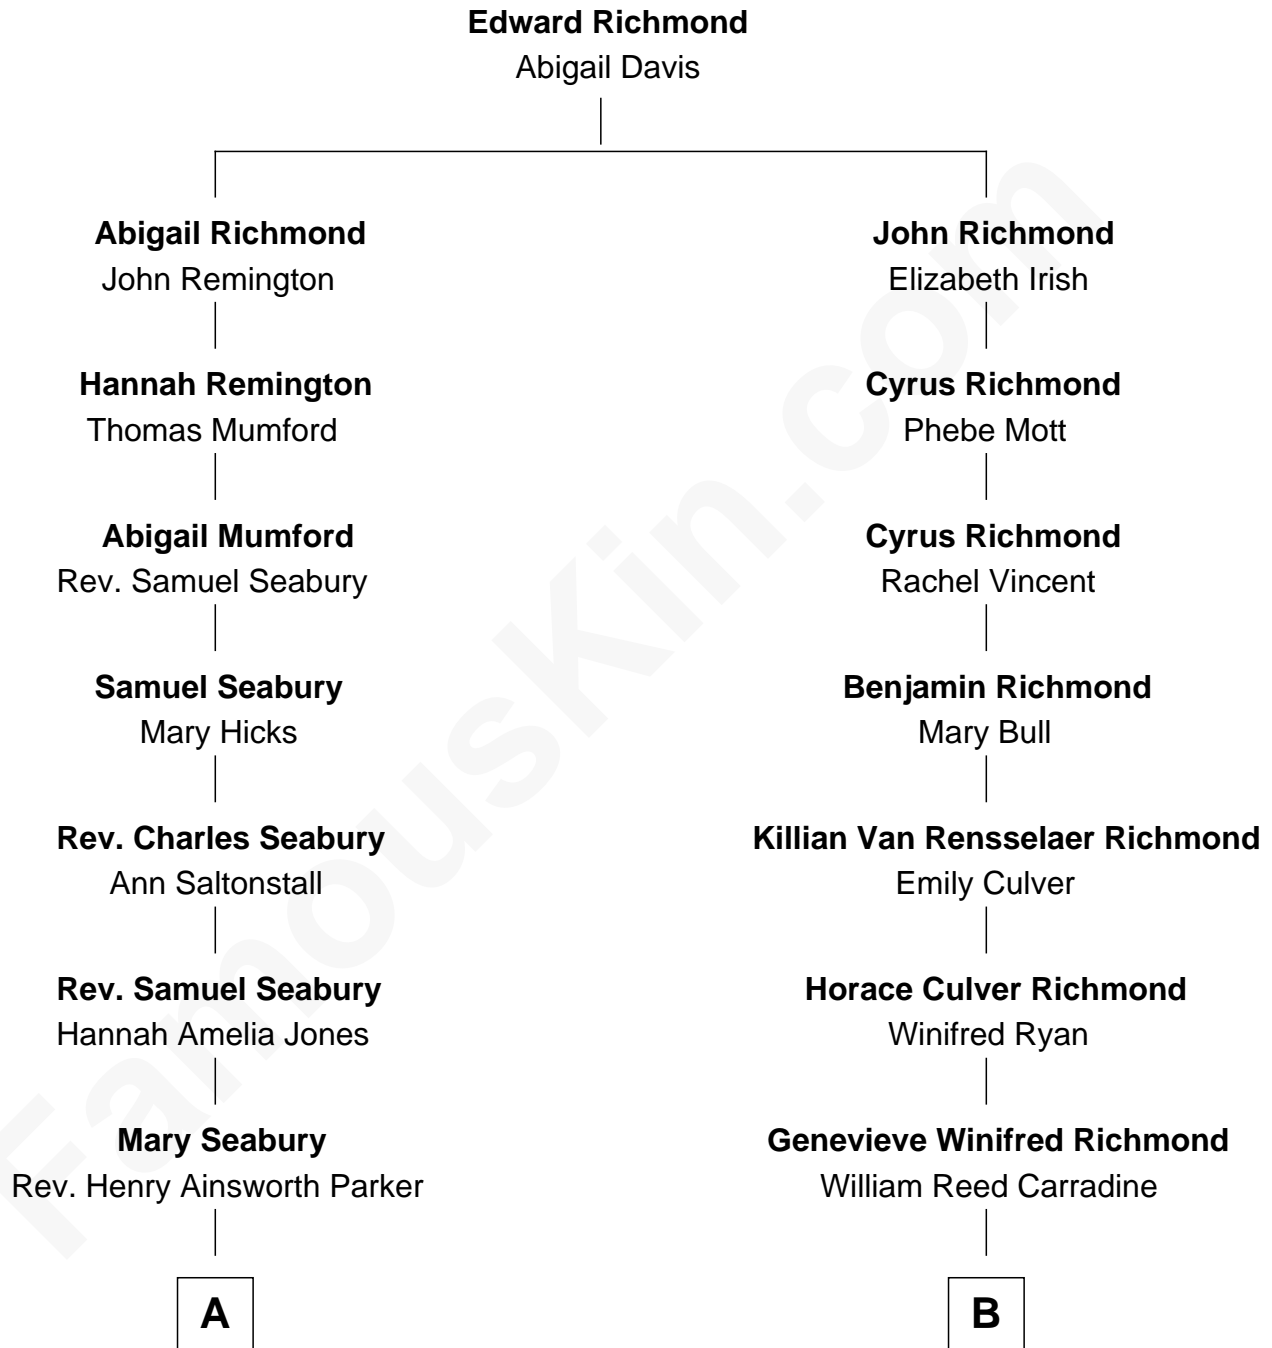 Edward Richmond
Abigail Davis
Abigail Richmond
John Remington
John Richmond
Elizabeth Irish
Hannah Remington
Thomas Mumford
Cyrus Richmond
Phebe Mott
Abigail Mumford
Rev. Samuel Seabury
Cyrus Richmond
Rachel Vincent
Samuel Seabury
Mary Hicks
Benjamin Richmond
Mary Bull
Rev. Charles Seabury
Ann Saltonstall
Killian Van Rensselaer Richmond
Emily Culver
Rev. Samuel Seabury
Hannah Amelia Jones
Horace Culver Richmond
Winifred Ryan
Mary Seabury
Rev. Henry Ainsworth Parker
Genevieve Winifred Richmond
William Reed Carradine
A
B
FamousKin.com